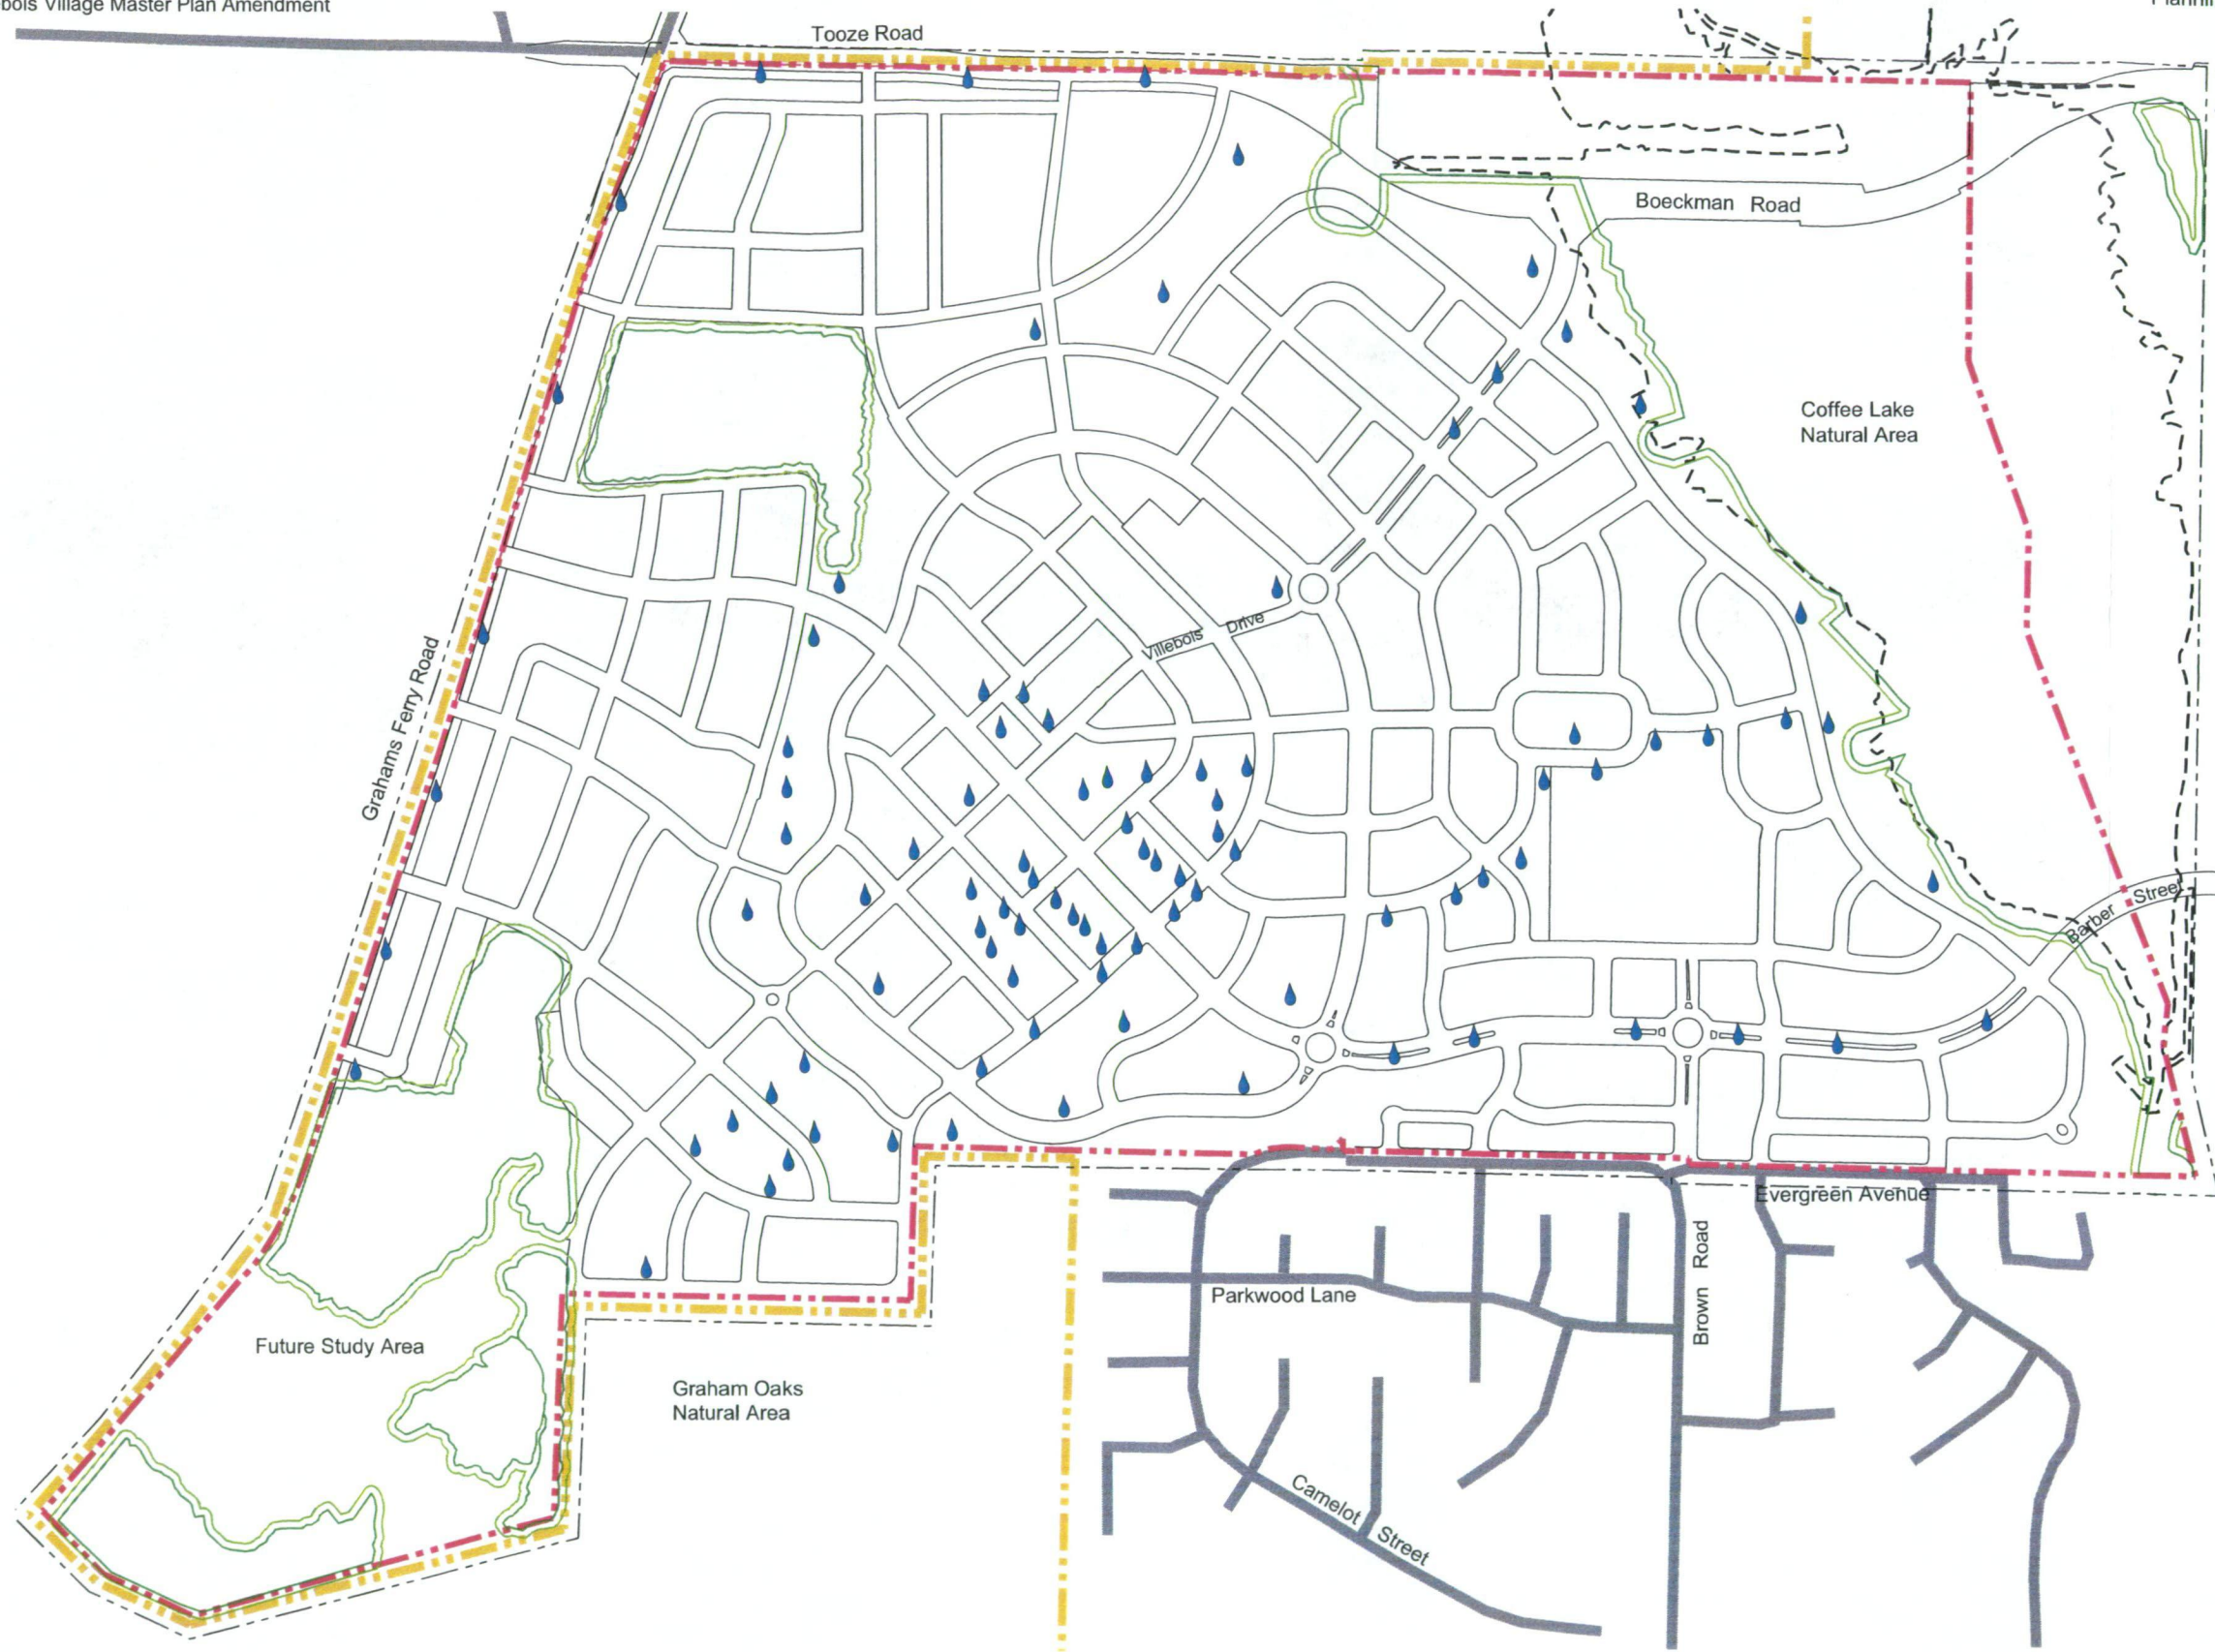 Village Master Plan Amendment
Tooze Road
Boeckman Road
Coffee Lake
Natural Area
Villebois Drive
Grahams Ferry Road
Barber Street
Evergreen Avenue
Parkwood Lane
Brown Road
Future Study Area
Graham Oaks
Natural Area
Camelot Street